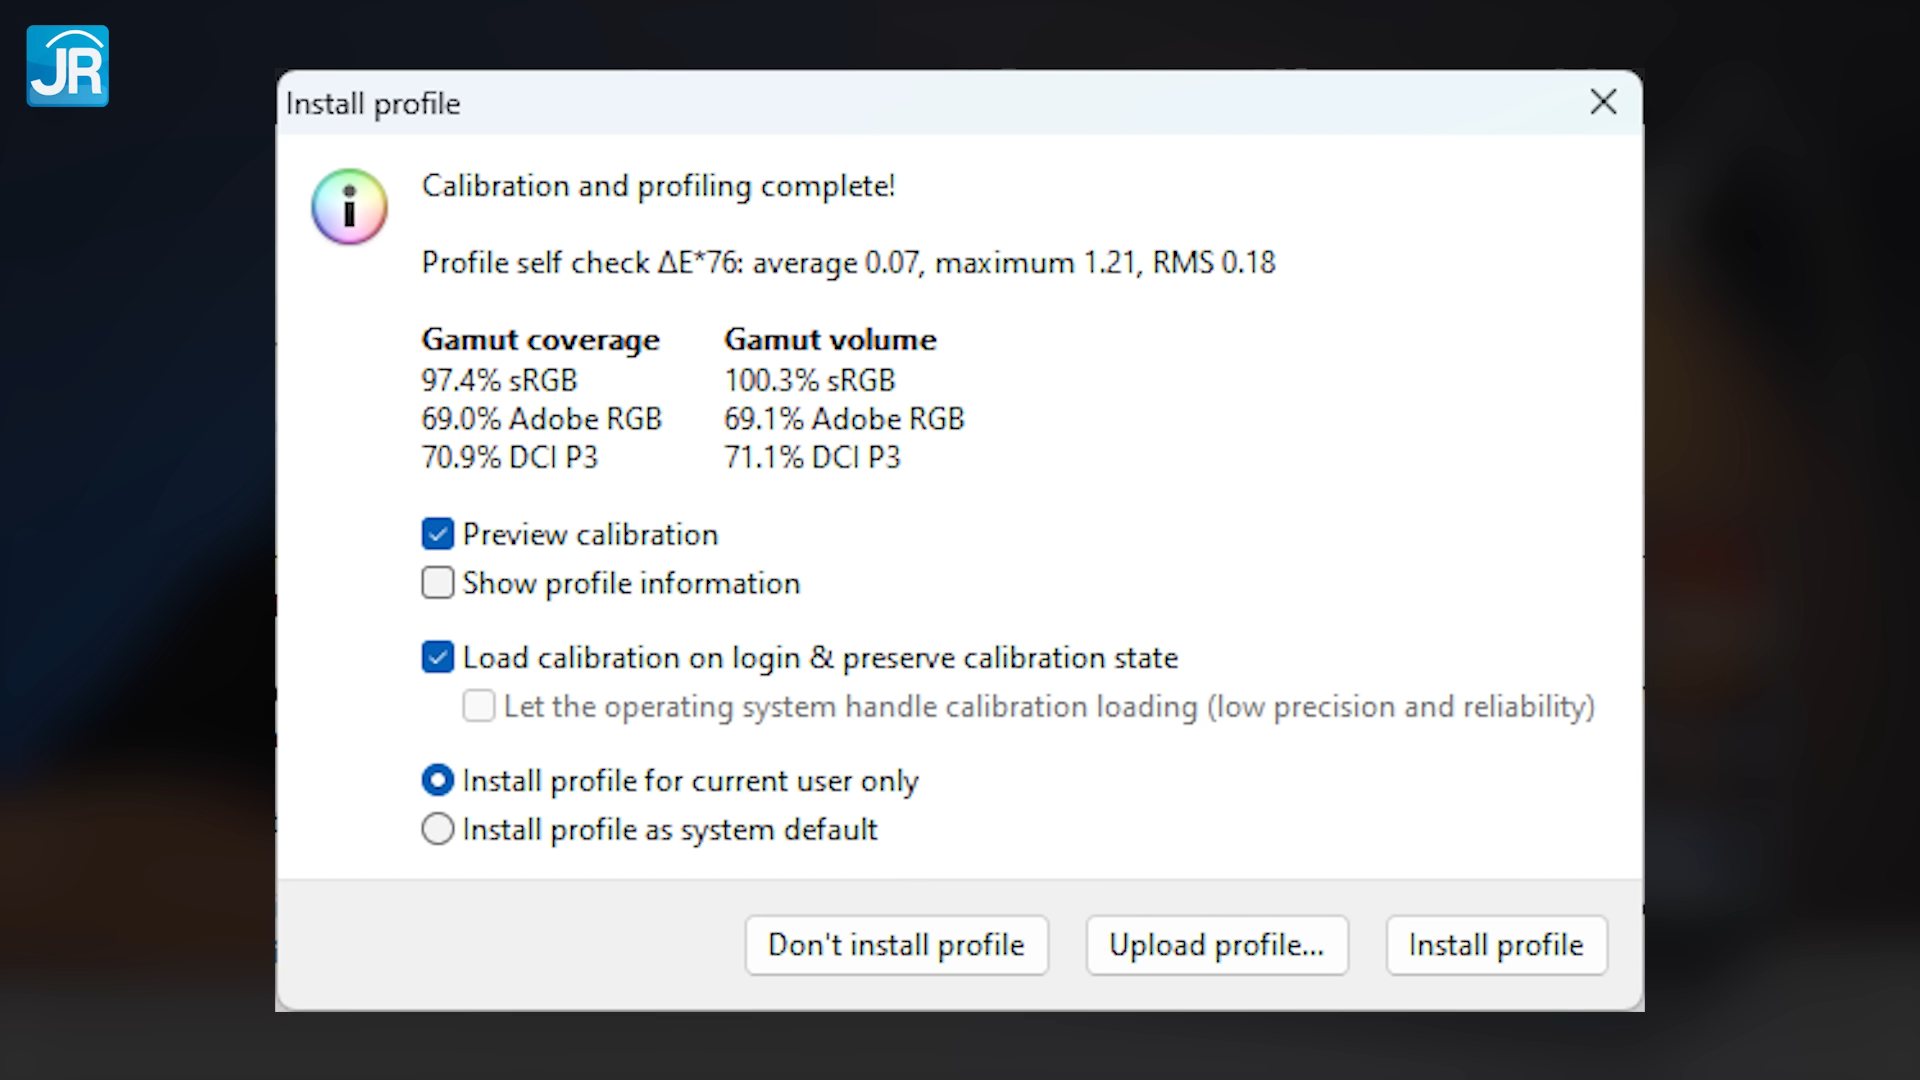 JR
Install profile
Calibration and profiling complete!
Profile self check ΔE*76: average 0.07, maximum 1.21, RMS 0.18
Gamut coverage Gamut volume
97.4% sRGB 100.3% sRGB
69.0% Adobe RGB 69.1% Adobe RGB
70.9% DCI P3 71.1% DCI P3
Preview calibration
Show profile information
Load calibration on login & preserve calibration state
Let the operating system handle calibration loading (low precision and reliability)
Install profile for current user only
Install profile as system default
Don't install profile Upload profile... Install profile